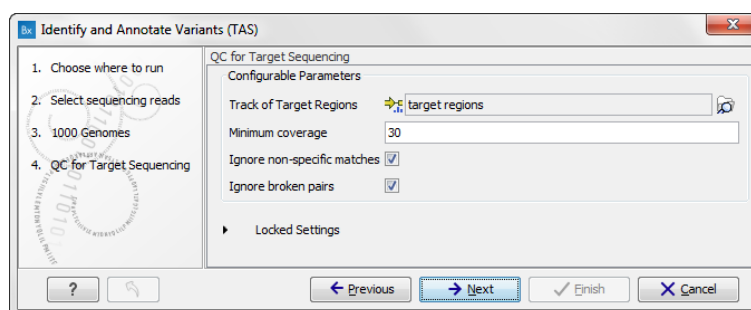 Bx Identify and Annotate Variants (TAS)
1. Choose where to run
2. Select sequencing reads
3. 1000 Genomes
4. QC for Target Sequencing
QC for Target Sequencing
Configurable Parameters
Track of Target Regions target regions
Minimum coverage 30
Ignore non-specific matches
Ignore broken pairs
Locked Settings
? Previous Next Finish Cancel